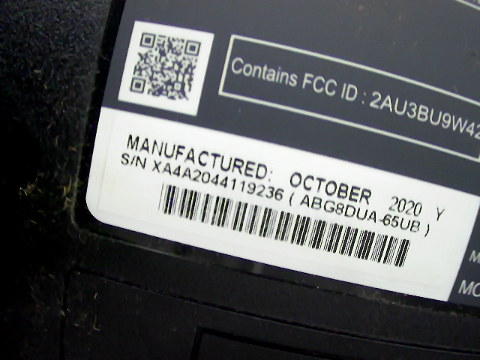 Contains FCC ID : 2AU3BU9W42
MANUFACTURED: OCTOBER 2020 Y
S/N XA4A2044119236 ( ABG8DUA-65UB )